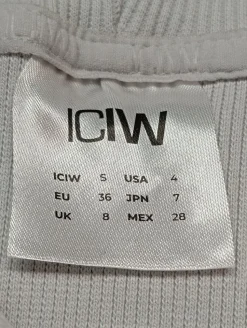 ICIW
ICIW S USA 4
EU 36 JPN 7
UK 8 MEX 28